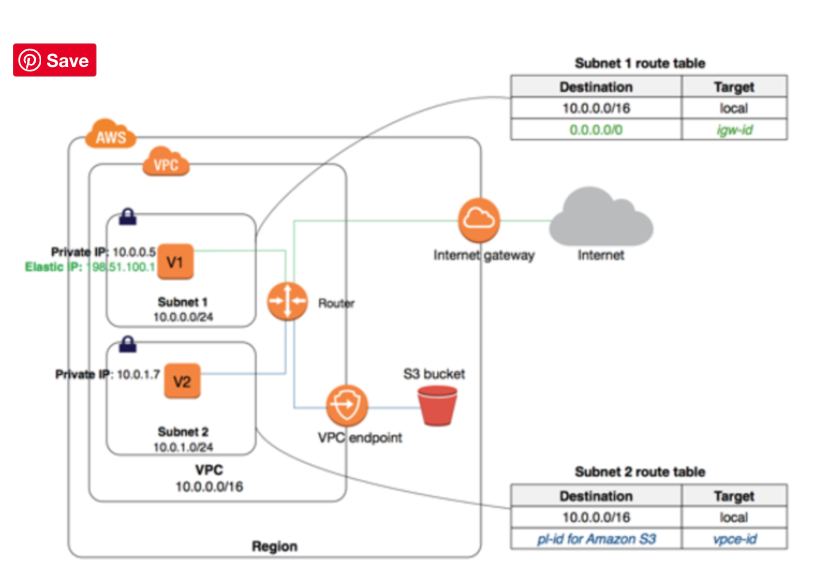 Save
Subnet 1 route table
Destination Target
10.0.0.0/16 local
0.0.0.0/0 igw-id
AWS
VPC
Private IP: 10.0.0.5
Elastic IP: 198.51.100.1
V1
Subnet 1
10.0.0.0/24
Router
Internet gateway
Internet
Private IP: 10.0.1.7
V2
Subnet 2
10.0.1.0/24
S3 bucket
VPC endpoint
VPC
10.0.0.0/16
Region
Subnet 2 route table
Destination Target
10.0.0.0/16 local
pl-id for Amazon S3 vpce-id